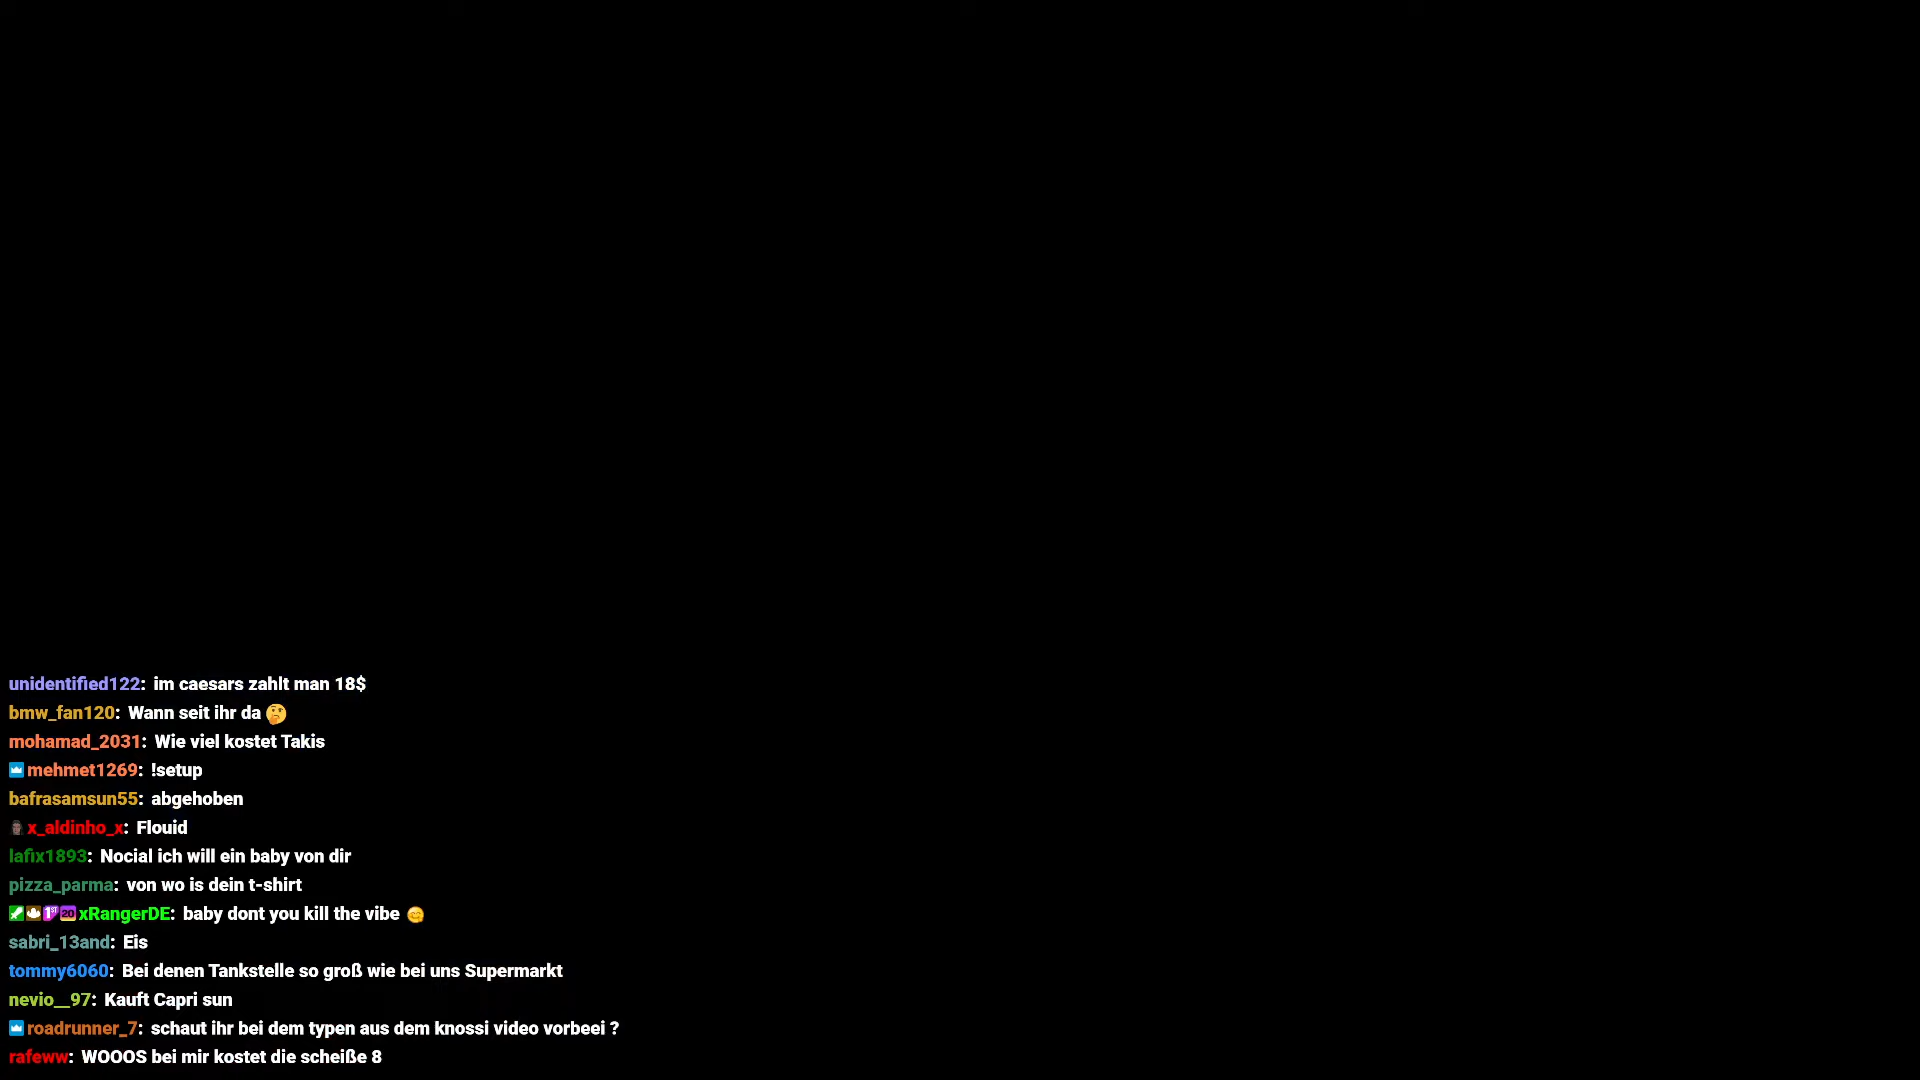 unidentified122: im caesars zahlt man 18$
bmw_fan120: Wann seit ihr da 🤔
mohamad_2031: Wie viel kostet Takis
mehmet1269: !setup
bafrasamsun55: abgehoben
x_aldinho_x: Flouid
lafix1893: Nocial ich will ein baby von dir
pizza_parma: von wo is dein t-shirt
1st 20 xRangerDE: baby dont you kill the vibe 😊
sabri_13and: Eis
tommy6060: Bei denen Tankstelle so groß wie bei uns Supermarkt
nevio__97: Kauft Capri sun
roadrunner_7: schaut ihr bei dem typen aus dem knossi video vorbeei ?
rafeww: WOOOS bei mir kostet die scheiße 8